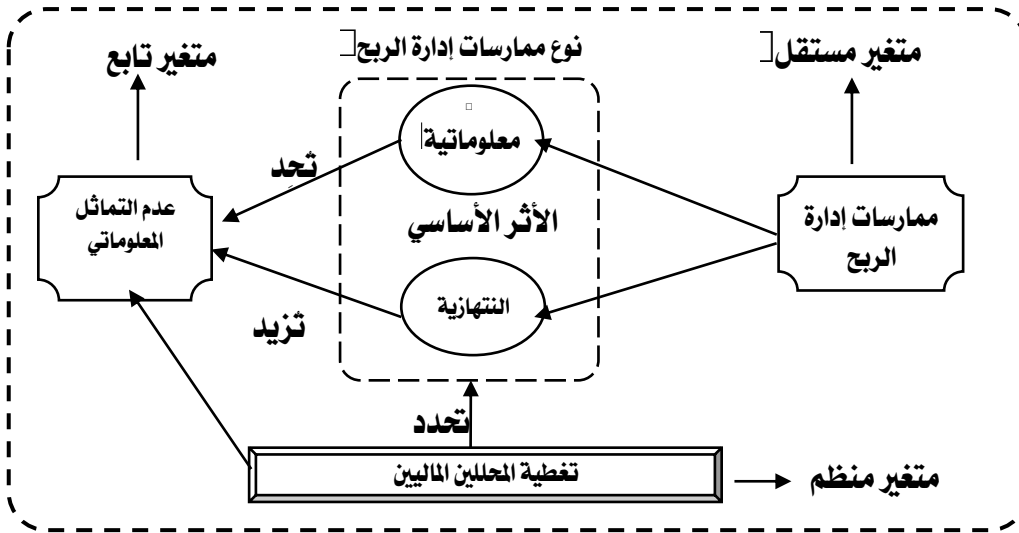 متغير مستقل
نوع ممارسات إدارة الربح
متغير تابع
معلوماتية
تحد
ممارسات إدارة
الربح
الأثر الأساسي
عدم التماثل
المعلوماتي
النتهازية
تزيد
تحدد
تغطية المحللين الماليين
متغير منظم